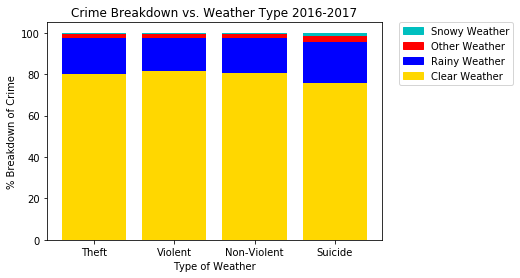 Crime Breakdown vs. Weather Type 2016-2017
100
80
60
40
20
0
% Breakdown of Crime
Theft
Violent
Non-Violent
Suicide
Type of Weather
Snowy Weather
Other Weather
Rainy Weather
Clear Weather